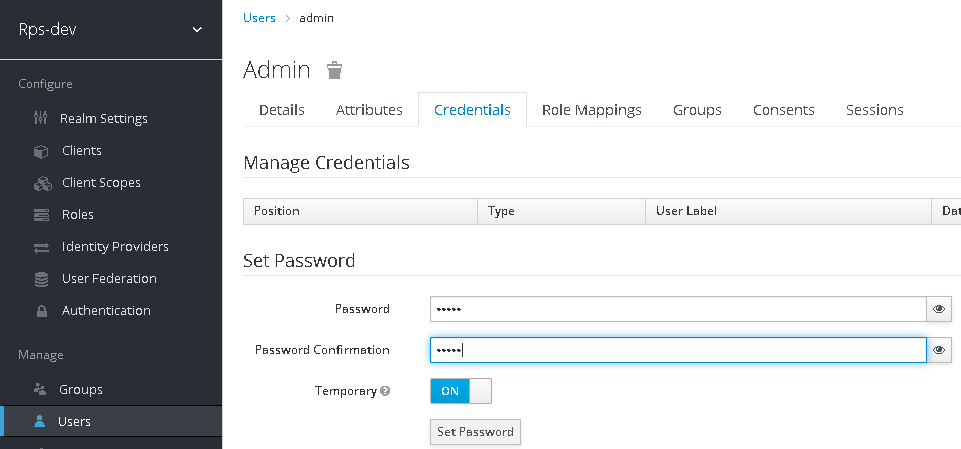 Rps-dev
Configure
Realm Settings
Clients
Client Scopes
Roles
Identity Providers
User Federation
Authentication
Manage
Groups
Users
Users > admin
Admin
Details Attributes Credentials Role Mappings Groups Consents Sessions
Manage Credentials
Position Type User Label Dat
Set Password
Password •••••
Password Confirmation •••••
Temporary ON
Set Password